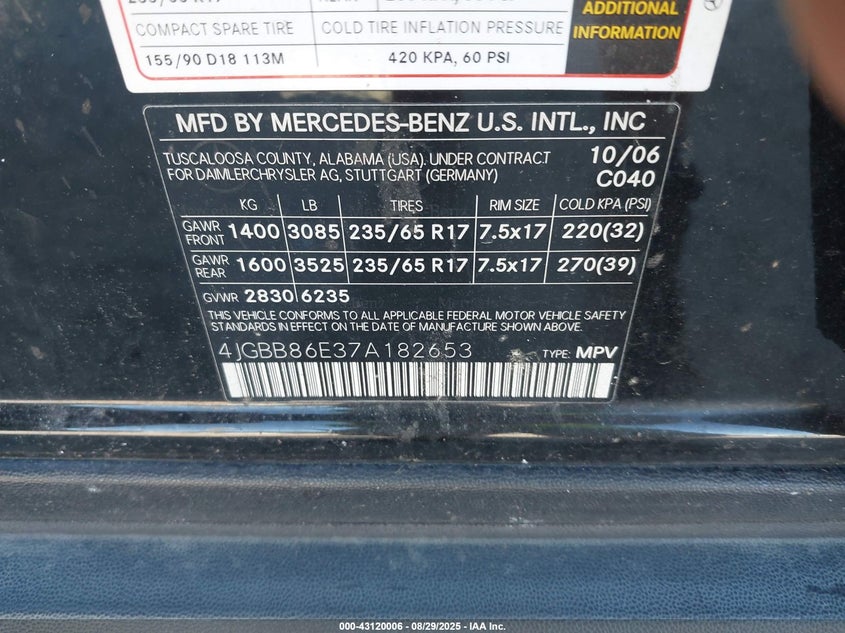 ADDITIONAL
INFORMATION
COMPACT SPARE TIRE COLD TIRE INFLATION PRESSURE
155/90 D18 113M 420 KPA, 60 PSI
MFD BY MERCEDES-BENZ U.S. INTL., INC
TUSCALOOSA COUNTY, ALABAMA (USA). UNDER CONTRACT 10/06
FOR DAIMLERCHRYSLER AG, STUTTGART (GERMANY) C040
KG LB TIRES RIM SIZE COLD KPA (PSI)
GAWR FRONT 1400 3085 235/65 R17 7.5x17 220(32)
GAWR REAR 1600 3525 235/65 R17 7.5x17 270(39)
GVWR 2830 6235
THIS VEHICLE CONFORMS TO ALL APPLICABLE FEDERAL MOTOR VEHICLE SAFETY
STANDARDS IN EFFECT ON THE DATE OF MANUFACTURE SHOWN ABOVE.
4JGBB86E37A182653 TYPE: MPV
000-43120006 - 08/29/2025 - IAA Inc.